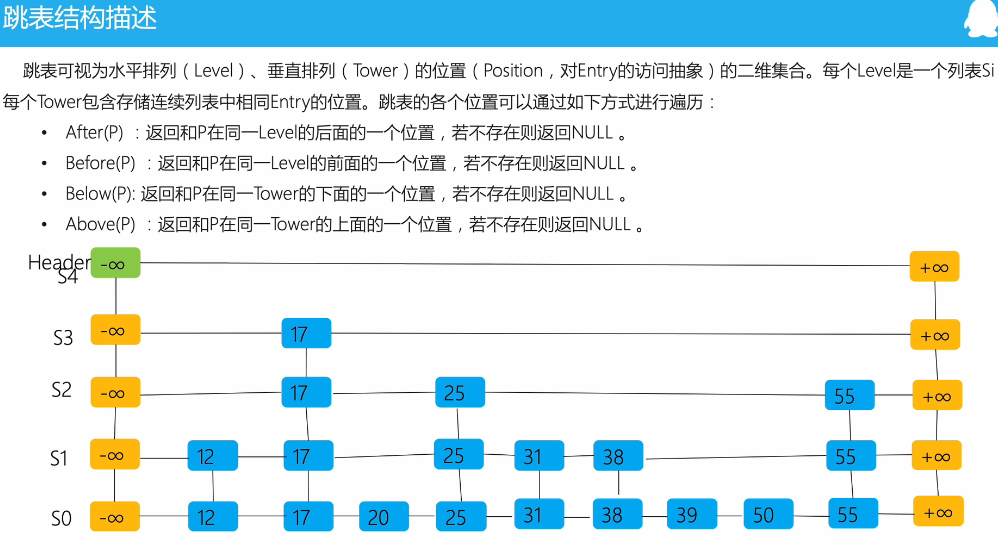 跳表结构描述
跳表可视为水平排列（Level）、垂直排列（Tower）的位置（Position，对Entry的访问抽象）的二维集合。每个Level是一个列表Si
每个Tower包含存储连续列表中相同Entry的位置。跳表的各个位置可以通过如下方式进行遍历：
• After(P) ：返回和P在同一Level的后面的一个位置，若不存在则返回NULL 。
• Before(P) ：返回和P在同一Level的前面的一个位置，若不存在则返回NULL 。
• Below(P): 返回和P在同一Tower的下面的一个位置，若不存在则返回NULL 。
• Above(P) ：返回和P在同一Tower的上面的一个位置，若不存在则返回NULL 。
Header -∞ +∞
S4
S3 -∞ 17 +∞
S2 -∞ 17 25 55 +∞
S1 -∞ 12 17 25 31 38 55 +∞
S0 -∞ 12 17 20 25 31 38 39 50 55 +∞